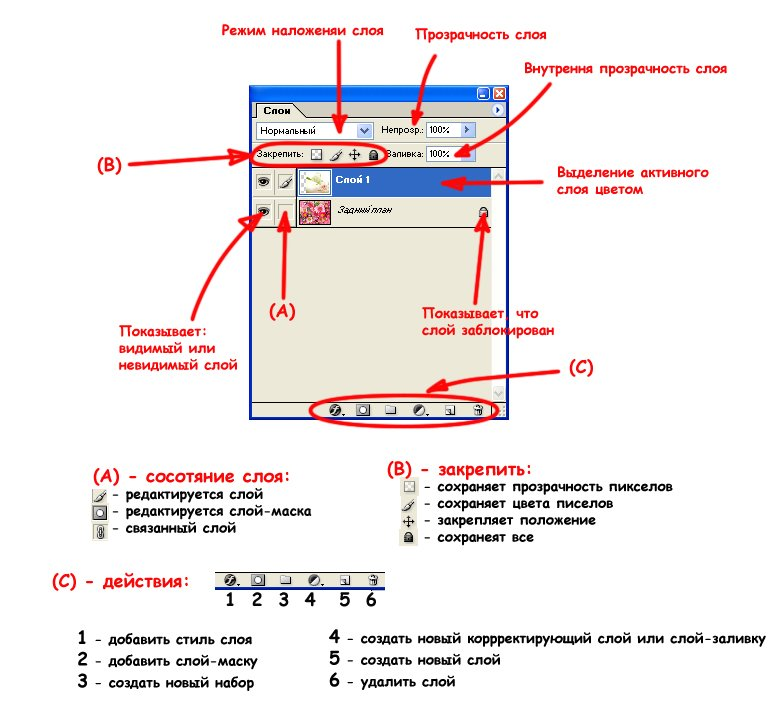 Режим наложеняи слоя
Прозрачность слоя
Внутрення прозрачность слоя
Слои
Нормальный
Непрозр.: 100%
(B)
Закрепить:
Заливка: 100%
Слой 1
Выделение активного
слоя цветом
Задний план
(A)
Показывает:
видимый или
невидимый слой
Показывает, что
слой заблокирован
(C)
(A) - сосотяние слоя:
- редактируется слой
- редактируется слой-маска
- связанный слой
(B) - закрепить:
- сохраняет прозрачность пикселов
- сохраняет цвета писелов
- закрепляет положение
- сохранеят все
(C) - действия:
1 2 3 4 5 6
1 - добавить стиль слоя
2 - добавить слой-маску
3 - создать новый набор
4 - создать новый коррректирующий слой или слой-заливку
5 - создать новый слой
6 - удалить слой